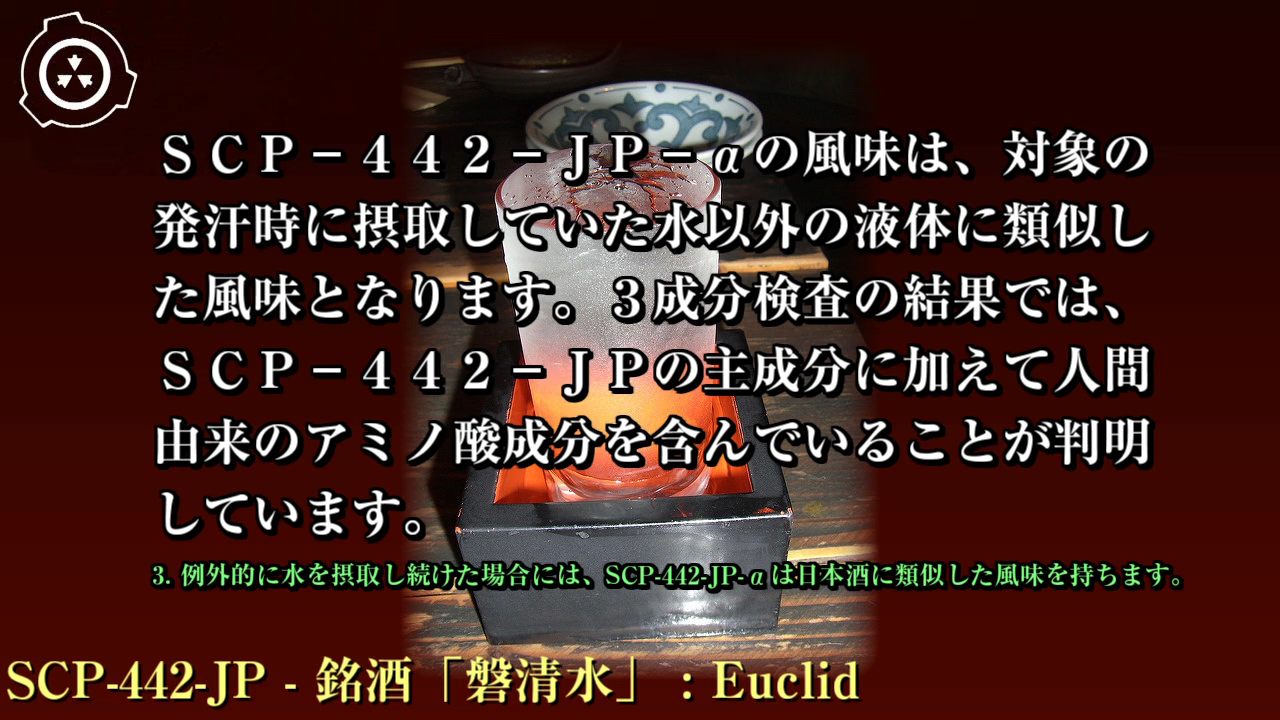 ＳＣＰ－４４２－ＪＰ－αの風味は、対象の
発汗時に摂取していた水以外の液体に類似し
た風味となります。３成分検査の結果では、
ＳＣＰ－４４２－ＪＰの主成分に加えて人間
由来のアミノ酸成分を含んでいることが判明
しています。
3. 例外的に水を摂取し続けた場合には、SCP-442-JP-αは日本酒に類似した風味を持ちます。
SCP-442-JP - 銘酒「磐清水」 : Euclid